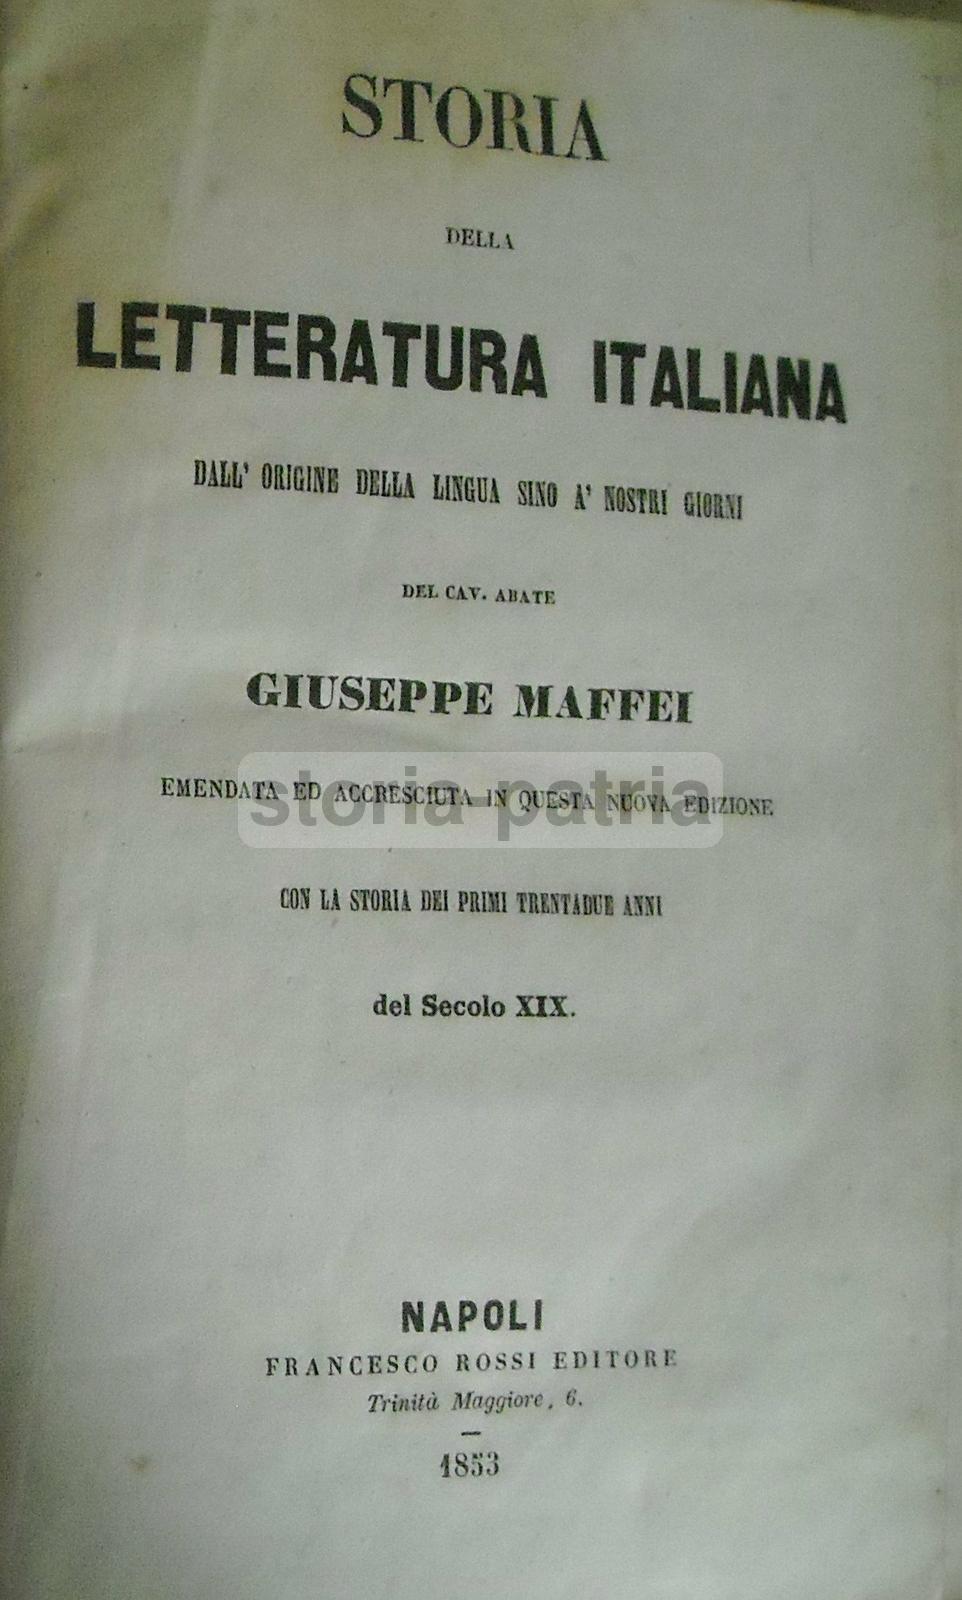 STORIA
DELLA
LETTERATURA ITALIANA
DALL' ORIGINE DELLA LINGUA SINO A' NOSTRI GIORNI
DEL CAV. ABATE
GIUSEPPE MAFFEI
EMENDATA ED ACCRESCIUTA IN QUESTA NUOVA EDIZIONE
storia-patria
CON LA STORIA DEI PRIMI TRENTADUE ANNI
del Secolo XIX.
NAPOLI
FRANCESCO ROSSI EDITORE
Trinità Maggiore, 6.
1853